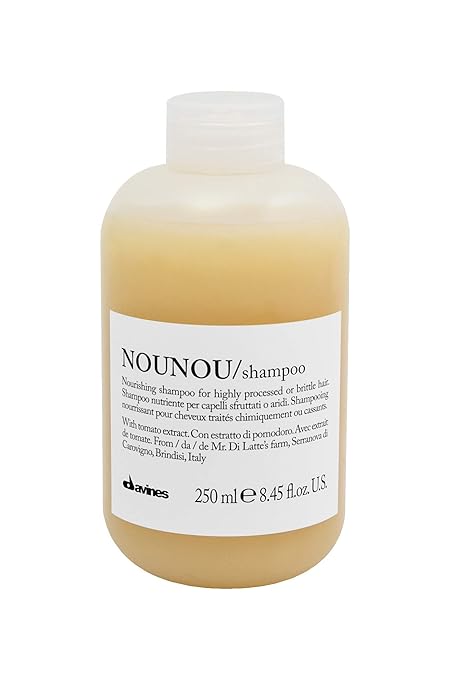 NOUNOU/shampoo
Nourishing shampoo for highly processed or brittle hair.
Shampoo nutriente per capelli sfruttati o aridi. Shampooing
nourrissant pour cheveux traités chimiquement ou cassants.
With tomato extract. Con estratto di pomodoro. Avec extrait
de tomate. From / da / de Mr. Di Latte's farm, Serranova di
Carovigno, Brindisi, Italy
davines
250 ml ℮ 8.45 fl.oz. U.S.